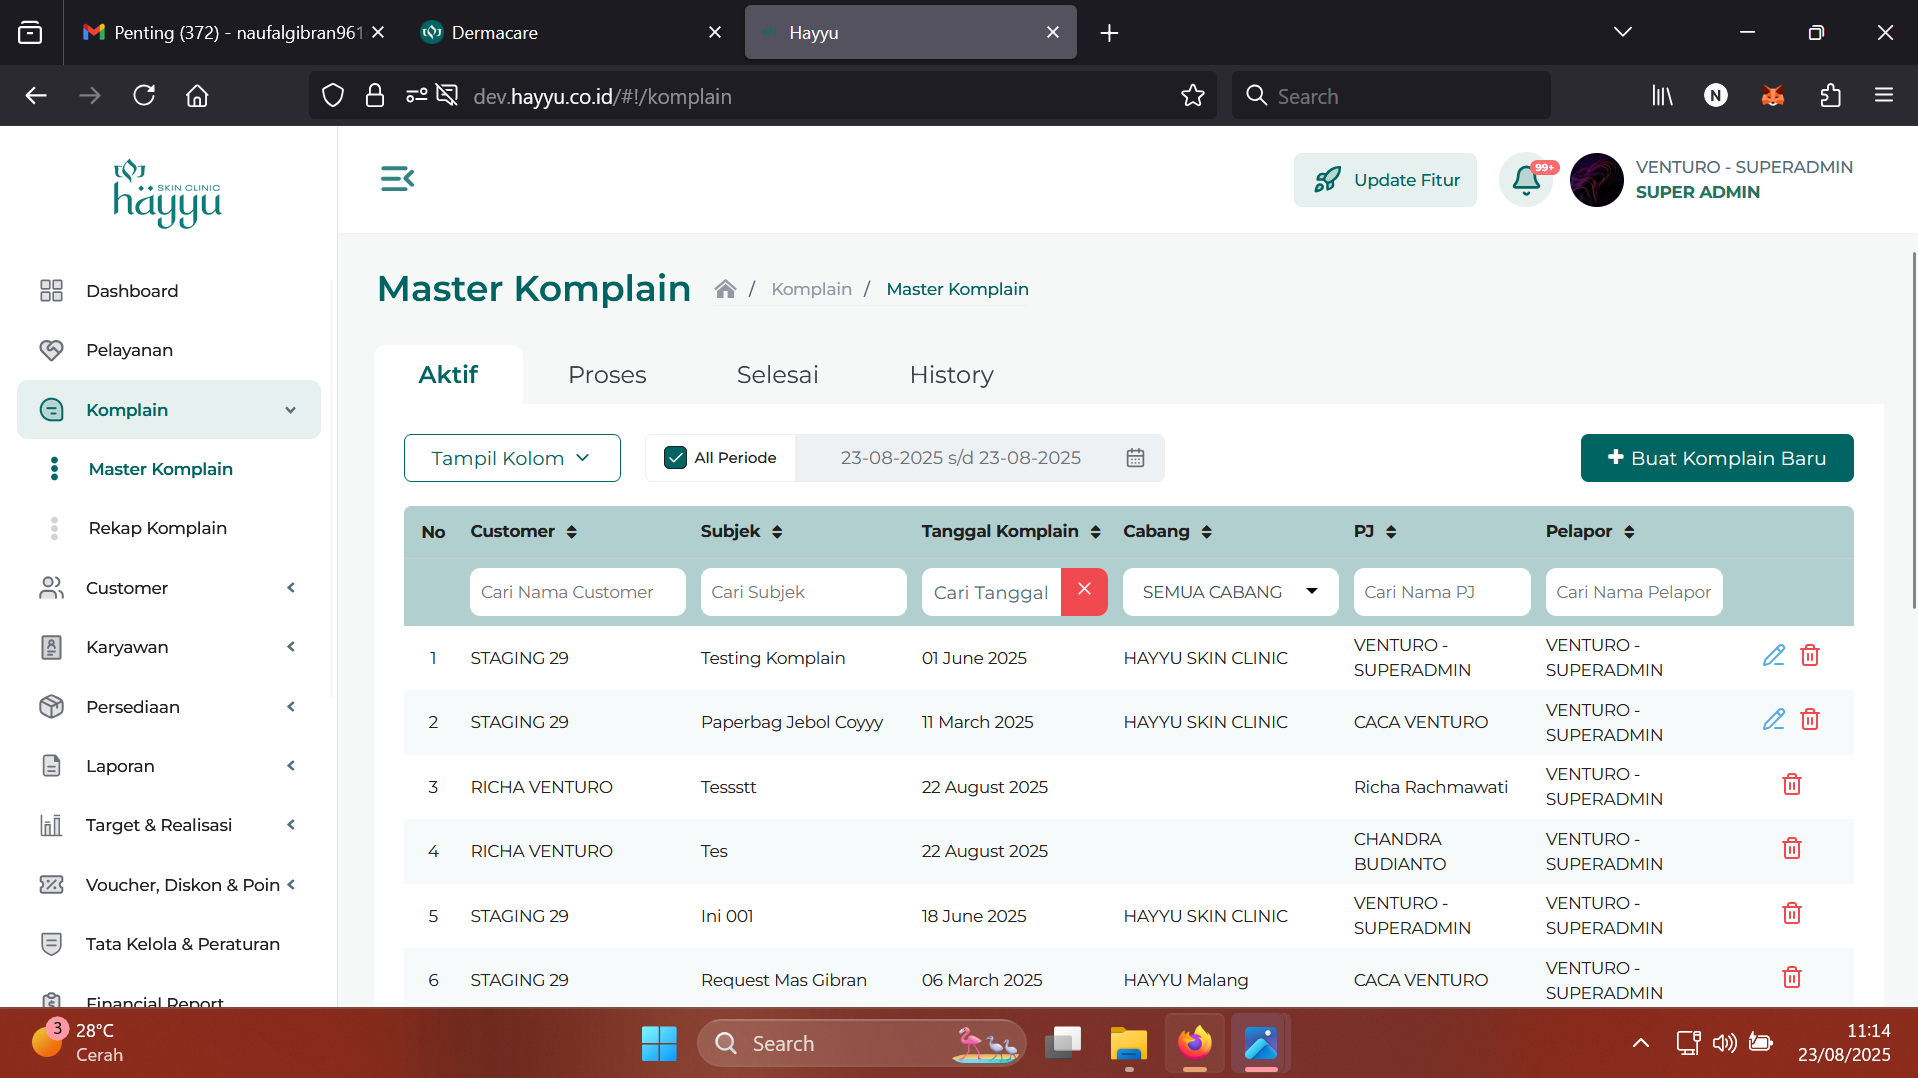 Penting (372) - naufalgibran961
Dermacare
Hayyu
dev.hayyu.co.id/#!/komplain
Search
N
SKIN CLINIC
häyyu
Update Fitur
99+
VENTURO - SUPERADMIN
SUPER ADMIN
Dashboard
Pelayanan
Komplain
Master Komplain
Rekap Komplain
Customer
Karyawan
Persediaan
Laporan
Target & Realisasi
Voucher, Diskon & Poin
Tata Kelola & Peraturan
Financial Report
Master Komplain / Komplain / Master Komplain
Aktif Proses Selesai History
Tampil Kolom All Periode 23-08-2025 s/d 23-08-2025 Buat Komplain Baru
No Customer Subjek Tanggal Komplain Cabang PJ Pelapor
Cari Nama Customer Cari Subjek Cari Tanggal SEMUA CABANG Cari Nama PJ Cari Nama Pelapor
1 STAGING 29 Testing Komplain 01 June 2025 HAYYU SKIN CLINIC VENTURO - SUPERADMIN VENTURO - SUPERADMIN
2 STAGING 29 Paperbag Jebol Coyyy 11 March 2025 HAYYU SKIN CLINIC CACA VENTURO VENTURO - SUPERADMIN
3 RICHA VENTURO Tessstt 22 August 2025 Richa Rachmawati VENTURO - SUPERADMIN
4 RICHA VENTURO Tes 22 August 2025 CHANDRA BUDIANTO VENTURO - SUPERADMIN
5 STAGING 29 Ini 001 18 June 2025 HAYYU SKIN CLINIC VENTURO - SUPERADMIN VENTURO - SUPERADMIN
6 STAGING 29 Request Mas Gibran 06 March 2025 HAYYU Malang CACA VENTURO VENTURO - SUPERADMIN
3
28°C
Cerah
Search
11:14
23/08/2025